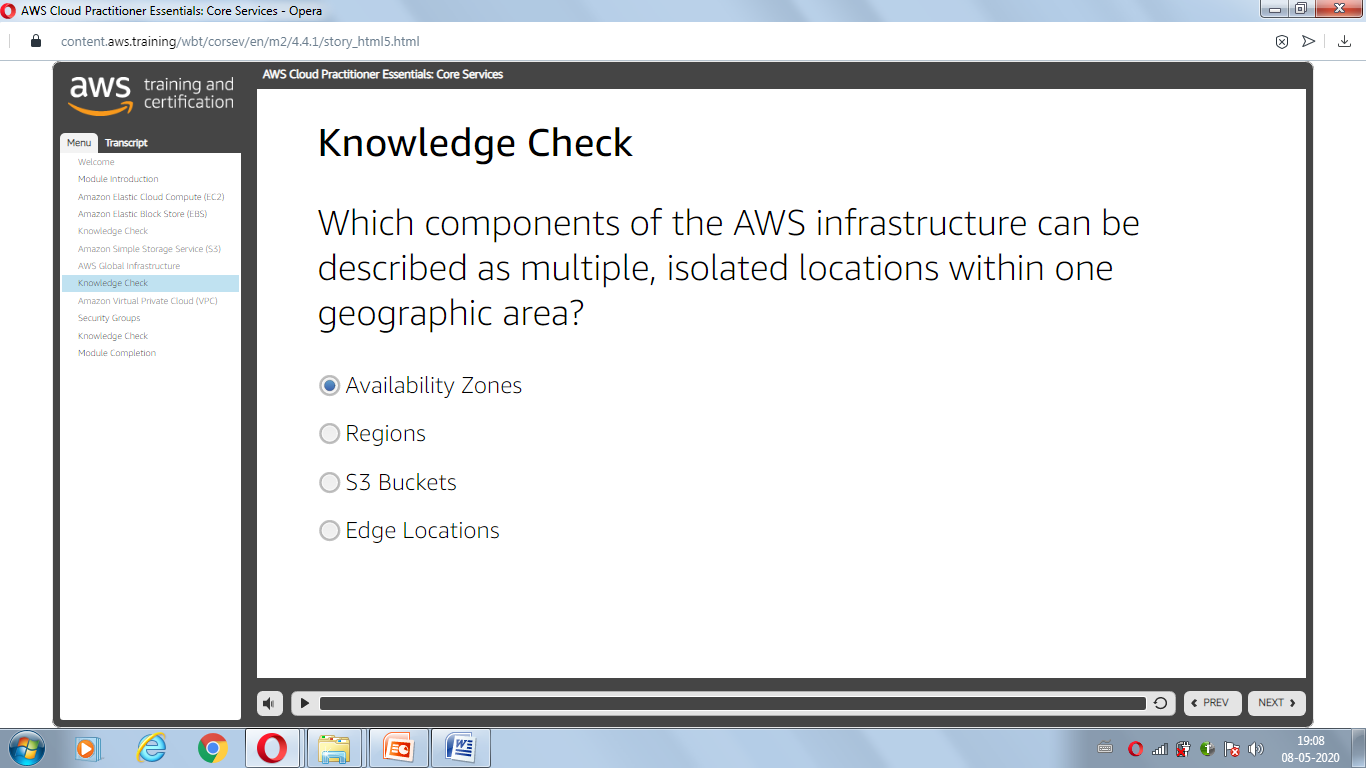 AWS Cloud Practitioner Essentials: Core Services - Opera
content.aws.training/wbt/corsev/en/m2/4.4.1/story_html5.html
aws training and certification
AWS Cloud Practitioner Essentials: Core Services
Menu Transcript
Welcome
Module Introduction
Amazon Elastic Cloud Compute (EC2)
Amazon Elastic Block Store (EBS)
Knowledge Check
Amazon Simple Storage Service (S3)
AWS Global Infrastructure
Knowledge Check
Amazon Virtual Private Cloud (VPC)
Security Groups
Knowledge Check
Module Completion
Knowledge Check
Which components of the AWS infrastructure can be
described as multiple, isolated locations within one
geographic area?
Availability Zones
Regions
S3 Buckets
Edge Locations
PREV NEXT
19:08
08-05-2020